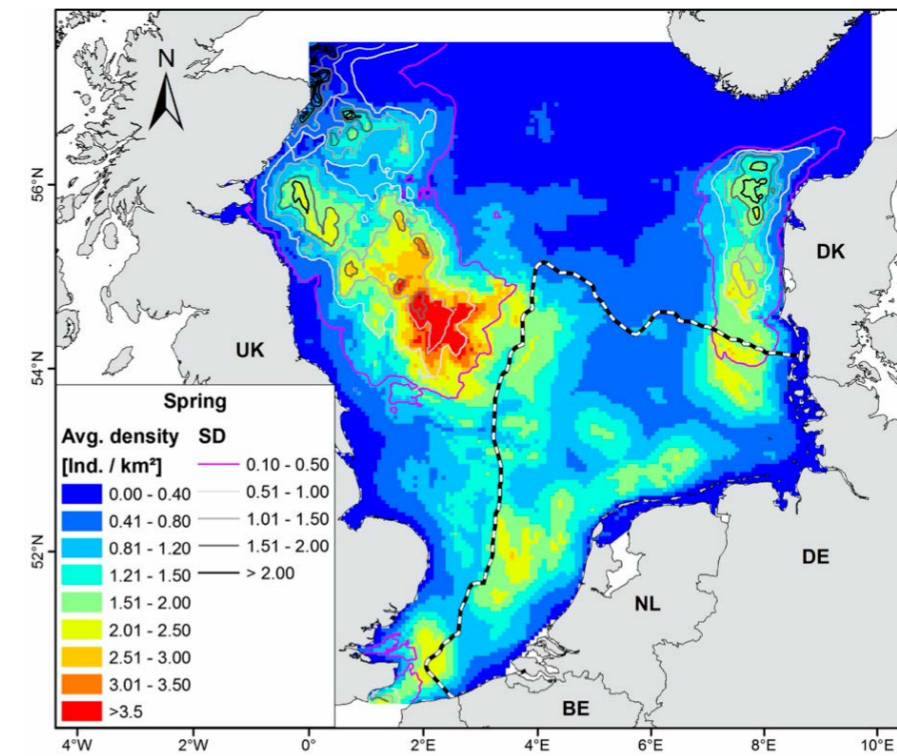 N
56°N
54°N
52°N
UK
DK
DE
NL
BE
Spring
Avg. density SD
[Ind. / km²]
0.00 - 0.40
0.41 - 0.80
0.81 - 1.20
1.21 - 1.50
1.51 - 2.00
2.01 - 2.50
2.51 - 3.00
3.01 - 3.50
>3.5
0.10 - 0.50
0.51 - 1.00
1.01 - 1.50
1.51 - 2.00
> 2.00
4°W 2°W 0° 2°E 4°E 6°E 8°E 10°E